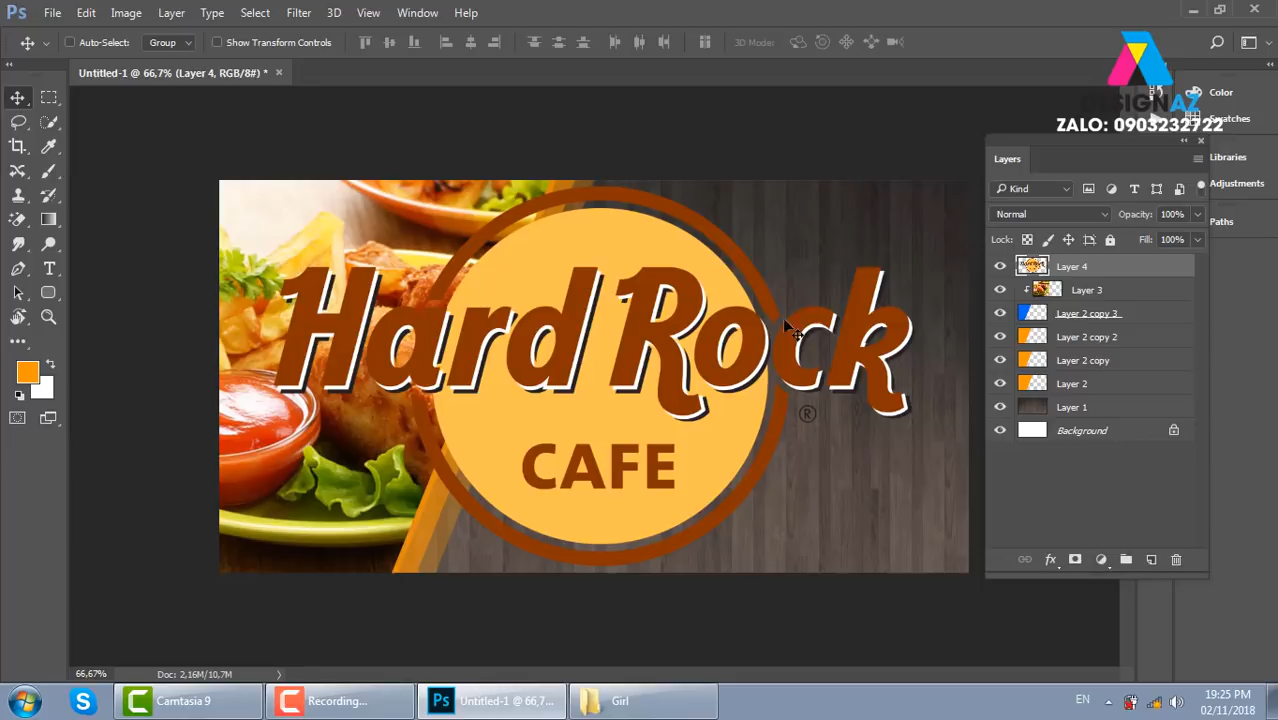 Ps File Edit Image Layer Type Select Filter 3D View Window Help
Auto-Select: Group Show Transform Controls 3D Mode:
Untitled-1 @ 66,7% (Layer 4, RGB/8#) *
Color
Swatches
ZALO: 0903232722
Libraries
Adjustments
Paths
Layers
Kind
Normal Opacity: 100%
Lock: Fill: 100%
Layer 4
Layer 3
Layer 2 copy 3
Layer 2 copy 2
Layer 2 copy
Layer 2
Layer 1
Background
Hard Rock
®
CAFE
66,67% Doc: 2,16M/10,7M
Camtasia 9 Recording... Ps Untitled-1 @ 66,7... Girl EN 19:25 PM
02/11/2018